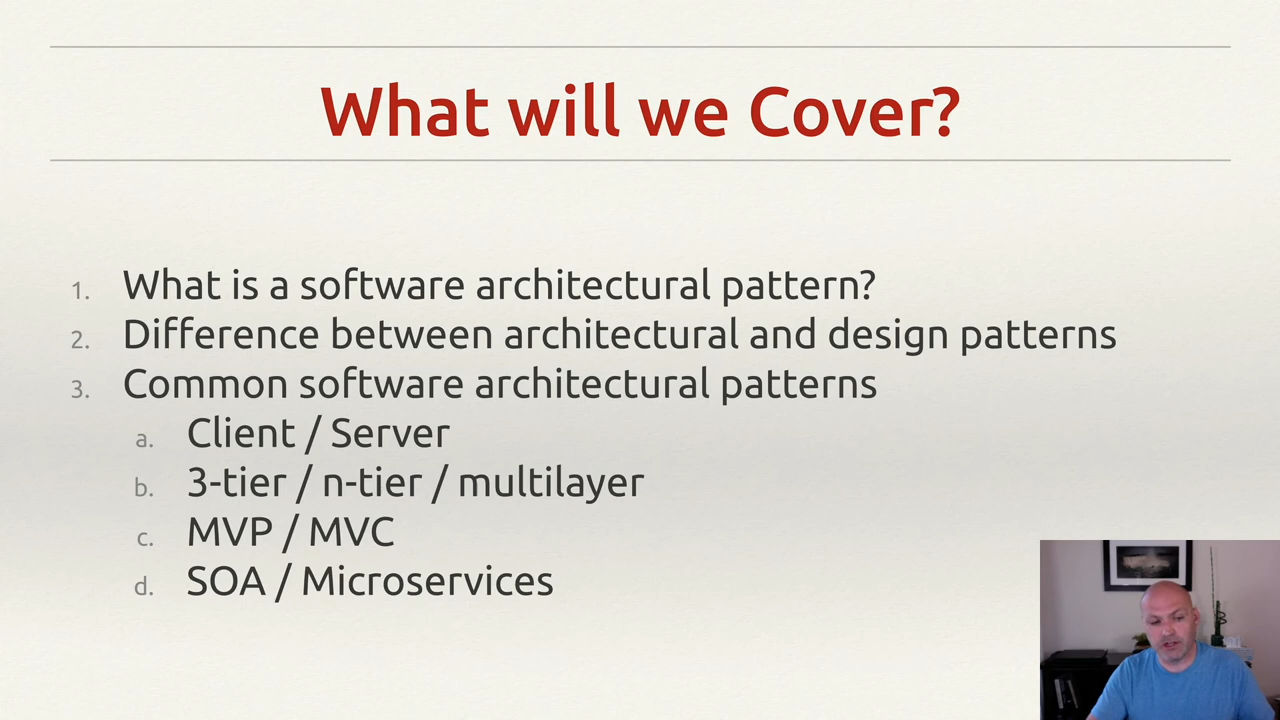 What will we Cover?
1. What is a software architectural pattern?
2. Difference between architectural and design patterns
3. Common software architectural patterns
a. Client / Server
b. 3-tier / n-tier / multilayer
c. MVP / MVC
d. SOA / Microservices